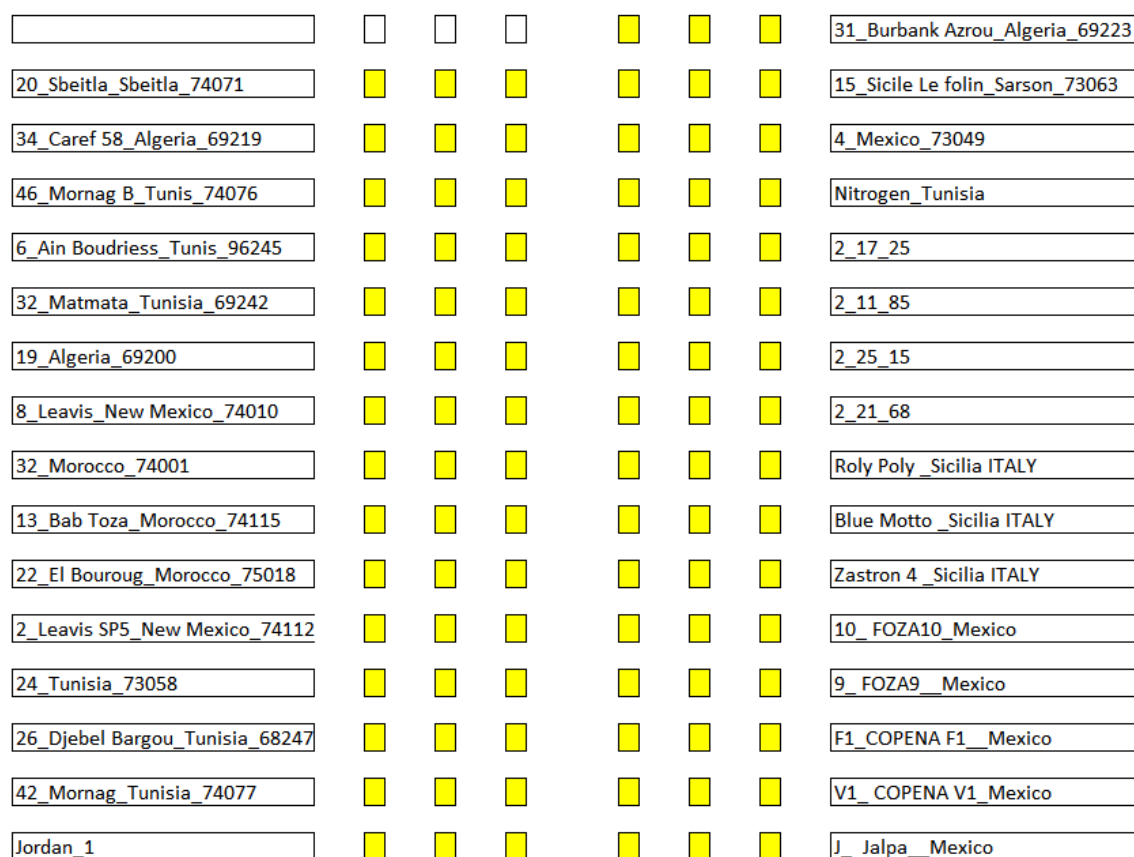 31_Burbank Azrou_Algeria_69223
20_Sbeitla_Sbeitla_74071
15_Sicile Le folin_Sarson_73063
34_Caref 58_Algeria_69219
4_Mexico_73049
46_Mornag B_Tunis_74076
Nitrogen_Tunisia
6_Ain Boudriess_Tunis_96245
2_17_25
32_Matmata_Tunisia_69242
2_11_85
19_Algeria_69200
2_25_15
8_Leavis_New Mexico_74010
2_21_68
32_Morocco_74001
Roly Poly _Sicilia ITALY
13_Bab Toza_Morocco_74115
Blue Motto _Sicilia ITALY
22_El Bouroug_Morocco_75018
Zastron 4 _Sicilia ITALY
2_Leavis SP5_New Mexico_74112
10_ FOZA10_Mexico
24_Tunisia_73058
9_ FOZA9__Mexico
26_Djebel Bargou_Tunisia_68247
F1_COPENA F1__Mexico
42_Mornag_Tunisia_74077
V1_ COPENA V1_Mexico
Jordan_1
J_ Jalpa__Mexico